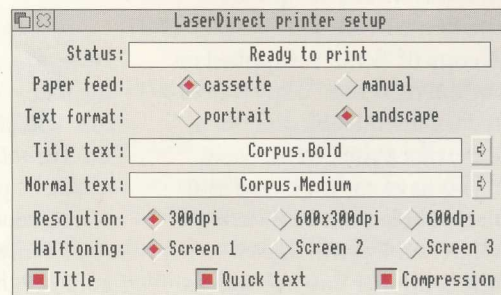 LaserDirect printer setup
Status: Ready to print
Paper feed: cassette manual
Text format: portrait landscape
Title text: Corpus.Bold
Normal text: Corpus.Medium
Resolution: 300dpi 600x300dpi 600dpi
Halftoning: Screen 1 Screen 2 Screen 3
Title Quick text Compression